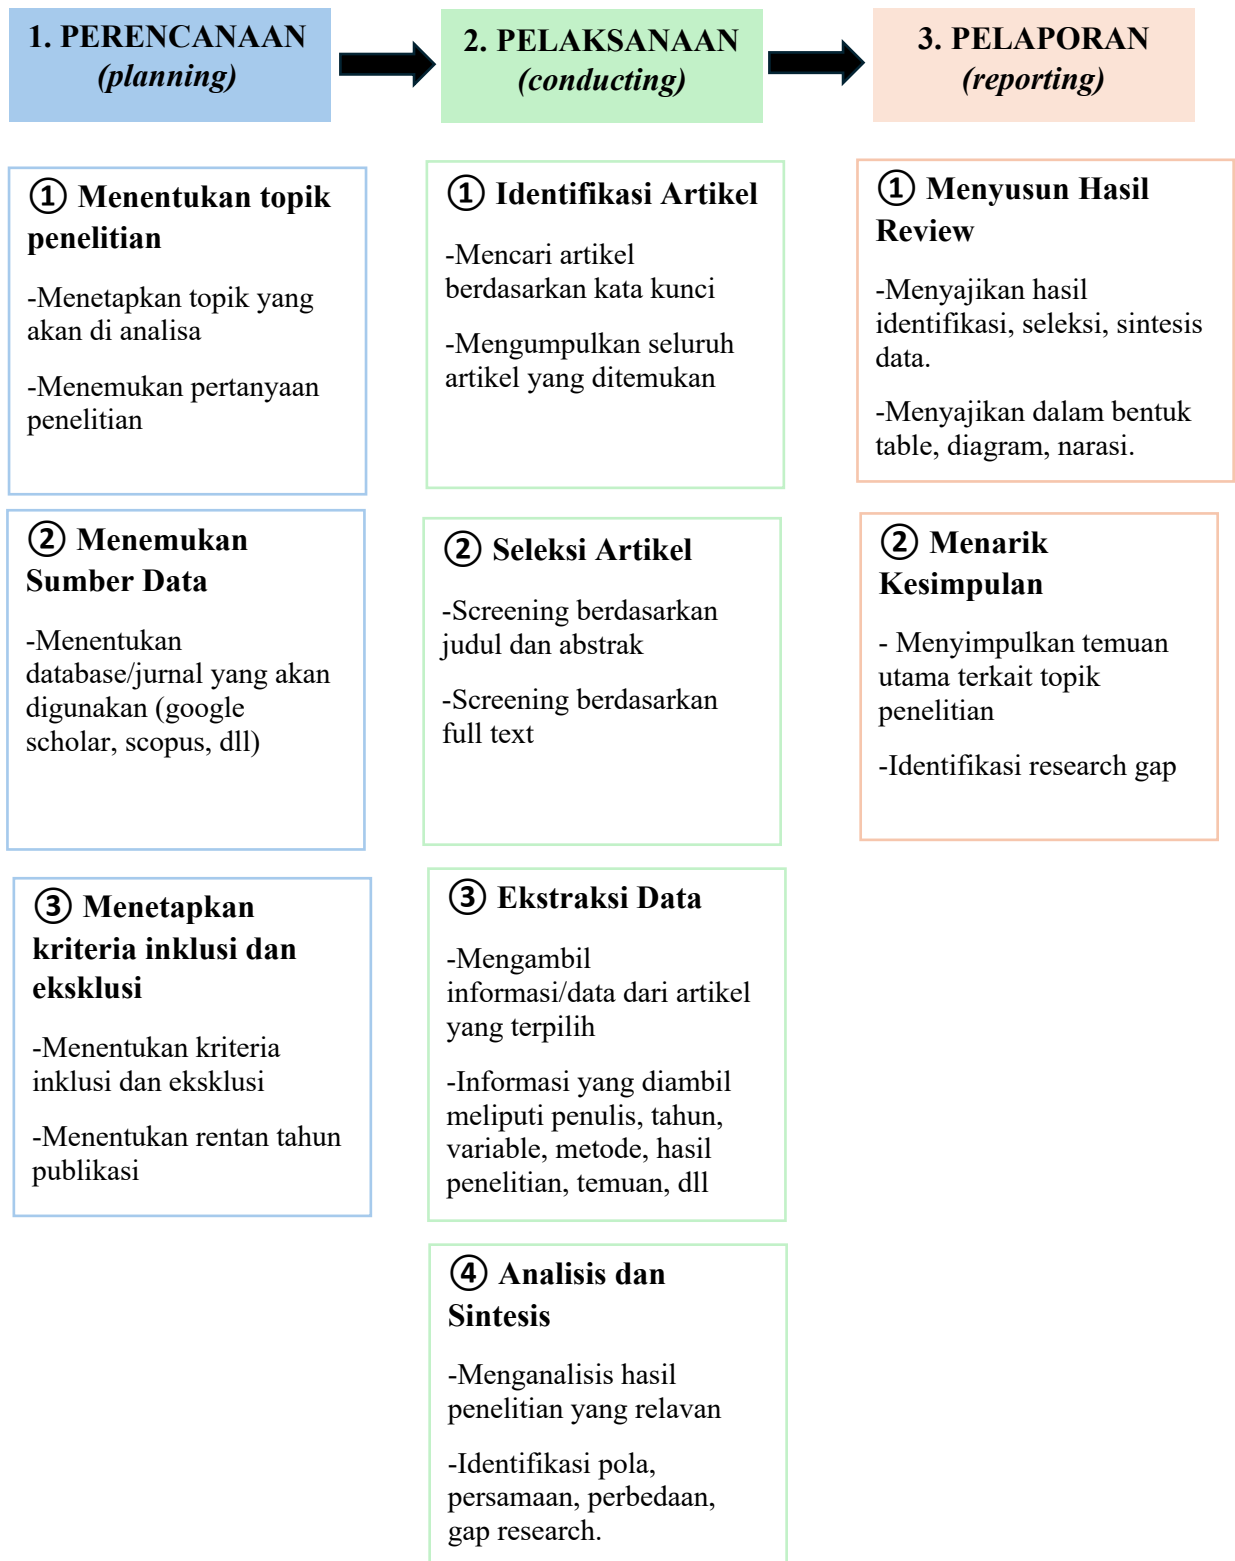 1. PERENCANAAN
(planning)
2. PELAKSANAAN
(conducting)
3. PELAPORAN
(reporting)
① Menentukan topik
penelitian
-Menetapkan topik yang
akan di analisa
-Menemukan pertanyaan
penelitian
② Menemukan
Sumber Data
-Menentukan
database/jurnal yang akan
digunakan (google
scholar, scopus, dll)
③ Menetapkan
kriteria inklusi dan
eksklusi
-Menentukan kriteria
inklusi dan eksklusi
-Menentukan rentan tahun
publikasi
① Identifikasi Artikel
-Mencari artikel
berdasarkan kata kunci
-Mengumpulkan seluruh
artikel yang ditemukan
② Seleksi Artikel
-Screening berdasarkan
judul dan abstrak
-Screening berdasarkan
full text
③ Ekstraksi Data
-Mengambil
informasi/data dari artikel
yang terpilih
-Informasi yang diambil
meliputi penulis, tahun,
variable, metode, hasil
penelitian, temuan, dll
④ Analisis dan
Sintesis
-Menganalisis hasil
penelitian yang relavan
-Identifikasi pola,
persamaan, perbedaan,
gap research.
① Menyusun Hasil
Review
-Menyajikan hasil
identifikasi, seleksi, sintesis
data.
-Menyajikan dalam bentuk
table, diagram, narasi.
② Menarik
Kesimpulan
- Menyimpulkan temuan
utama terkait topik
penelitian
-Identifikasi research gap